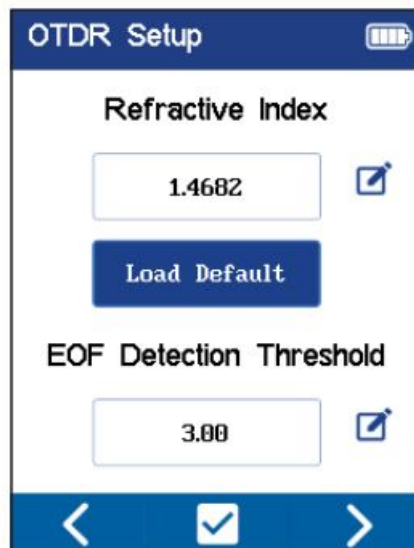 OTDR Setup
Refractive Index
1.4682
Load Default
EOF Detection Threshold
3.00